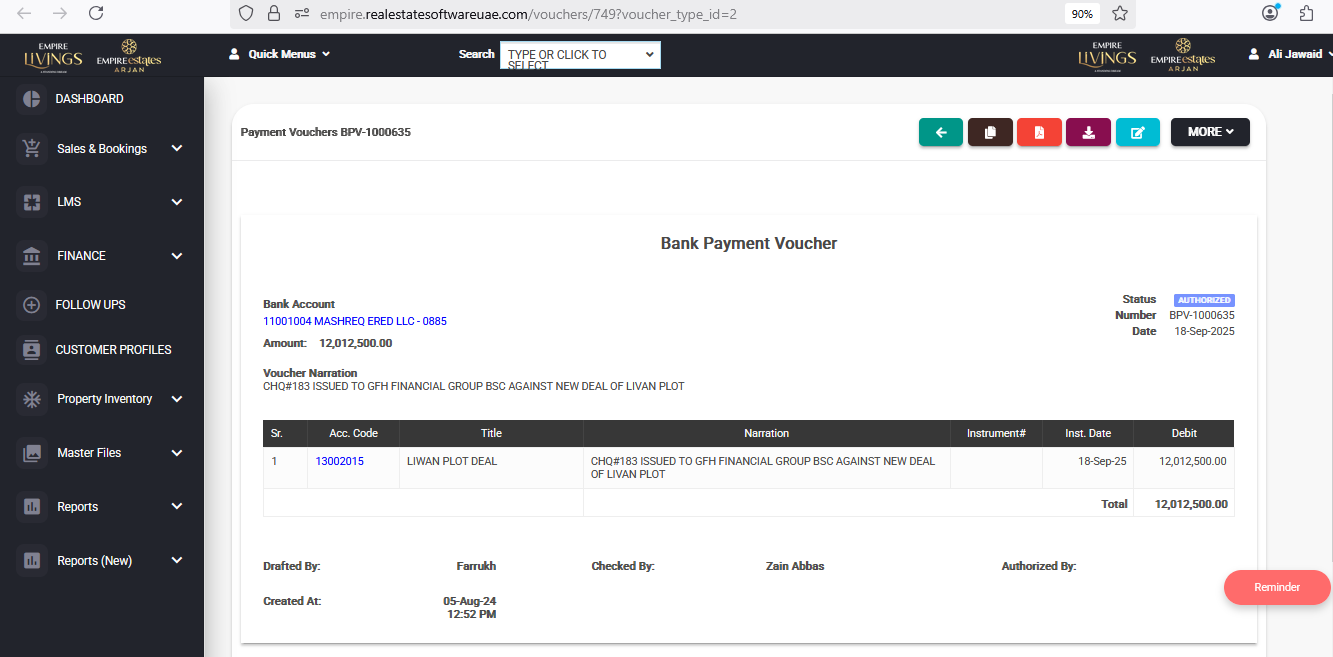 empire.realestatesoftwareuae.com/vouchers/749?voucher_type_id=2
90%
EMPIRE
LIVINGS
EMPIRE estates
ARJAN
Quick Menus
Search
TYPE OR CLICK TO
SELECT
EMPIRE
LIVINGS
EMPIRE estates
ARJAN
Ali Jawaid
DASHBOARD
Sales & Bookings
LMS
FINANCE
FOLLOW UPS
CUSTOMER PROFILES
Property Inventory
Master Files
Reports
Reports (New)
Payment Vouchers BPV-1000635
MORE
Bank Payment Voucher
Bank Account
11001004 MASHREQ ERED LLC - 0885
Amount: 12,012,500.00
Status AUTHORIZED
Number BPV-1000635
Date 18-Sep-2025
Voucher Narration
CHQ#183 ISSUED TO GFH FINANCIAL GROUP BSC AGAINST NEW DEAL OF LIVAN PLOT
Sr. Acc. Code Title Narration Instrument# Inst. Date Debit
1 13002015 LIWAN PLOT DEAL CHQ#183 ISSUED TO GFH FINANCIAL GROUP BSC AGAINST NEW DEAL 18-Sep-25 12,012,500.00
OF LIVAN PLOT
Total 12,012,500.00
Drafted By: Farrukh Checked By: Zain Abbas Authorized By:
Created At: 05-Aug-24
12:52 PM
Reminder